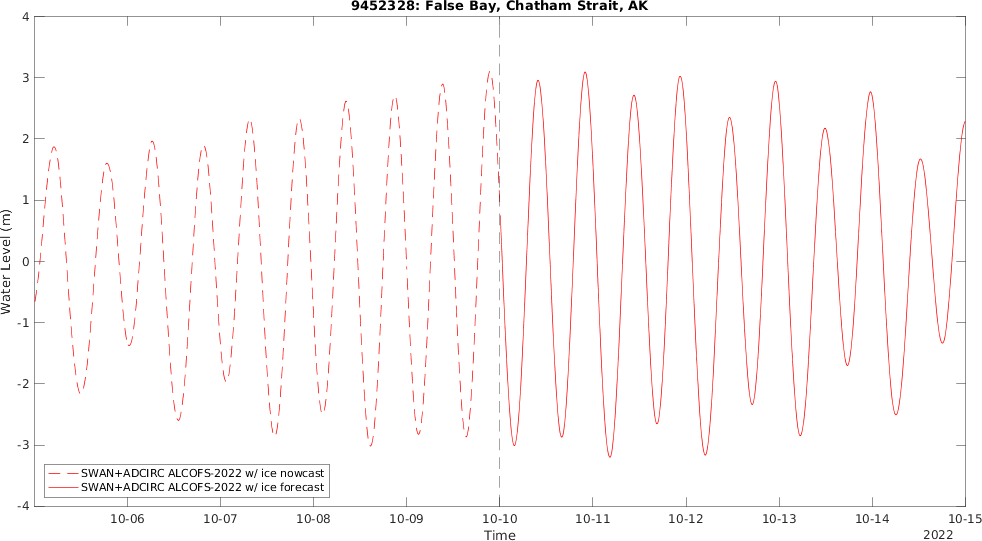 9452328: False Bay, Chatham Strait, AK
4
3
2
1
0
-1
-2
-3
-4
Water Level (m)
SWAN+ADCIRC ALCOFS-2022 w/ ice nowcast
SWAN+ADCIRC ALCOFS-2022 w/ ice forecast
10-06 10-07 10-08 10-09 10-10 10-11 10-12 10-13 10-14 10-15
Time
2022